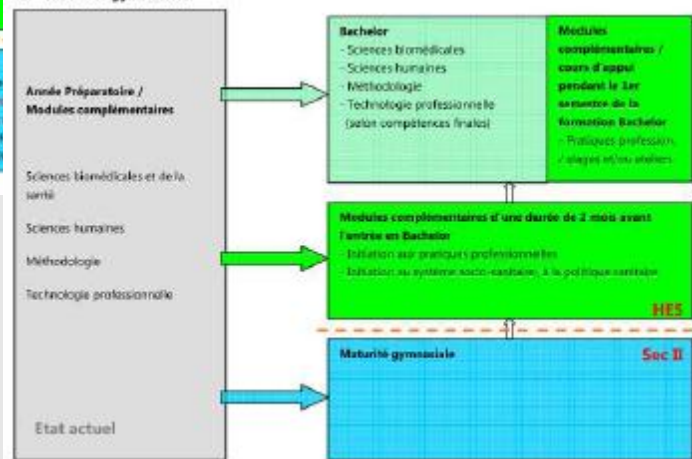 Année Préparatoire /
Modules complémentaires
Sciences biomédicales et de la
santé
Sciences humaines
Méthodologie
Technologie professionnelle
Etat actuel
Bachelor
- Sciences biomédicales
- Sciences humaines
- Méthodologie
- Technologie professionnelle
(selon compétences finales)
Modules
complémentaires /
cours d'appui
pendant le 1er
semestre de la
formation Bachelor
- Pratiques profession.
/ stages et/ou ateliers
Modules complémentaires d'une durée de 2 mois avant
l'entrée en Bachelor
- Initiation aux pratiques professionnelles
- Initiation au système socio-sanitaire, à la politique sanitaire
HES
Maturité gymnasiale
Sec II